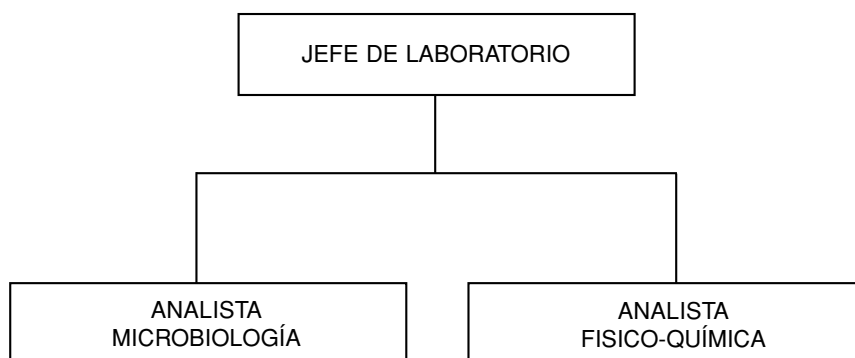 JEFE DE LABORATORIO
ANALISTA
MICROBIOLOGÍA
ANALISTA
FISICO-QUÍMICA